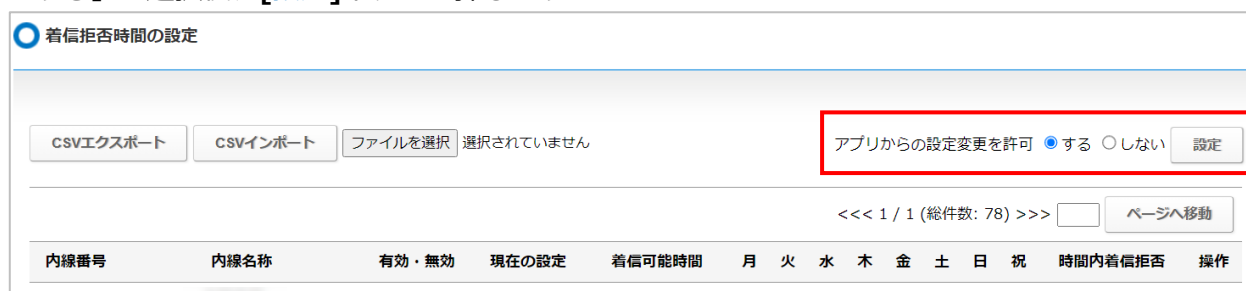 着信拒否時間の設定
CSVエクスポート CSVインポート ファイルを選択 選択されていません アプリからの設定変更を許可 する しない 設定
<<< 1 / 1 (総件数: 78) >>> ページへ移動
内線番号 内線名称 有効・無効 現在の設定 着信可能時間 月 火 水 木 金 土 日 祝 時間内着信拒否 操作